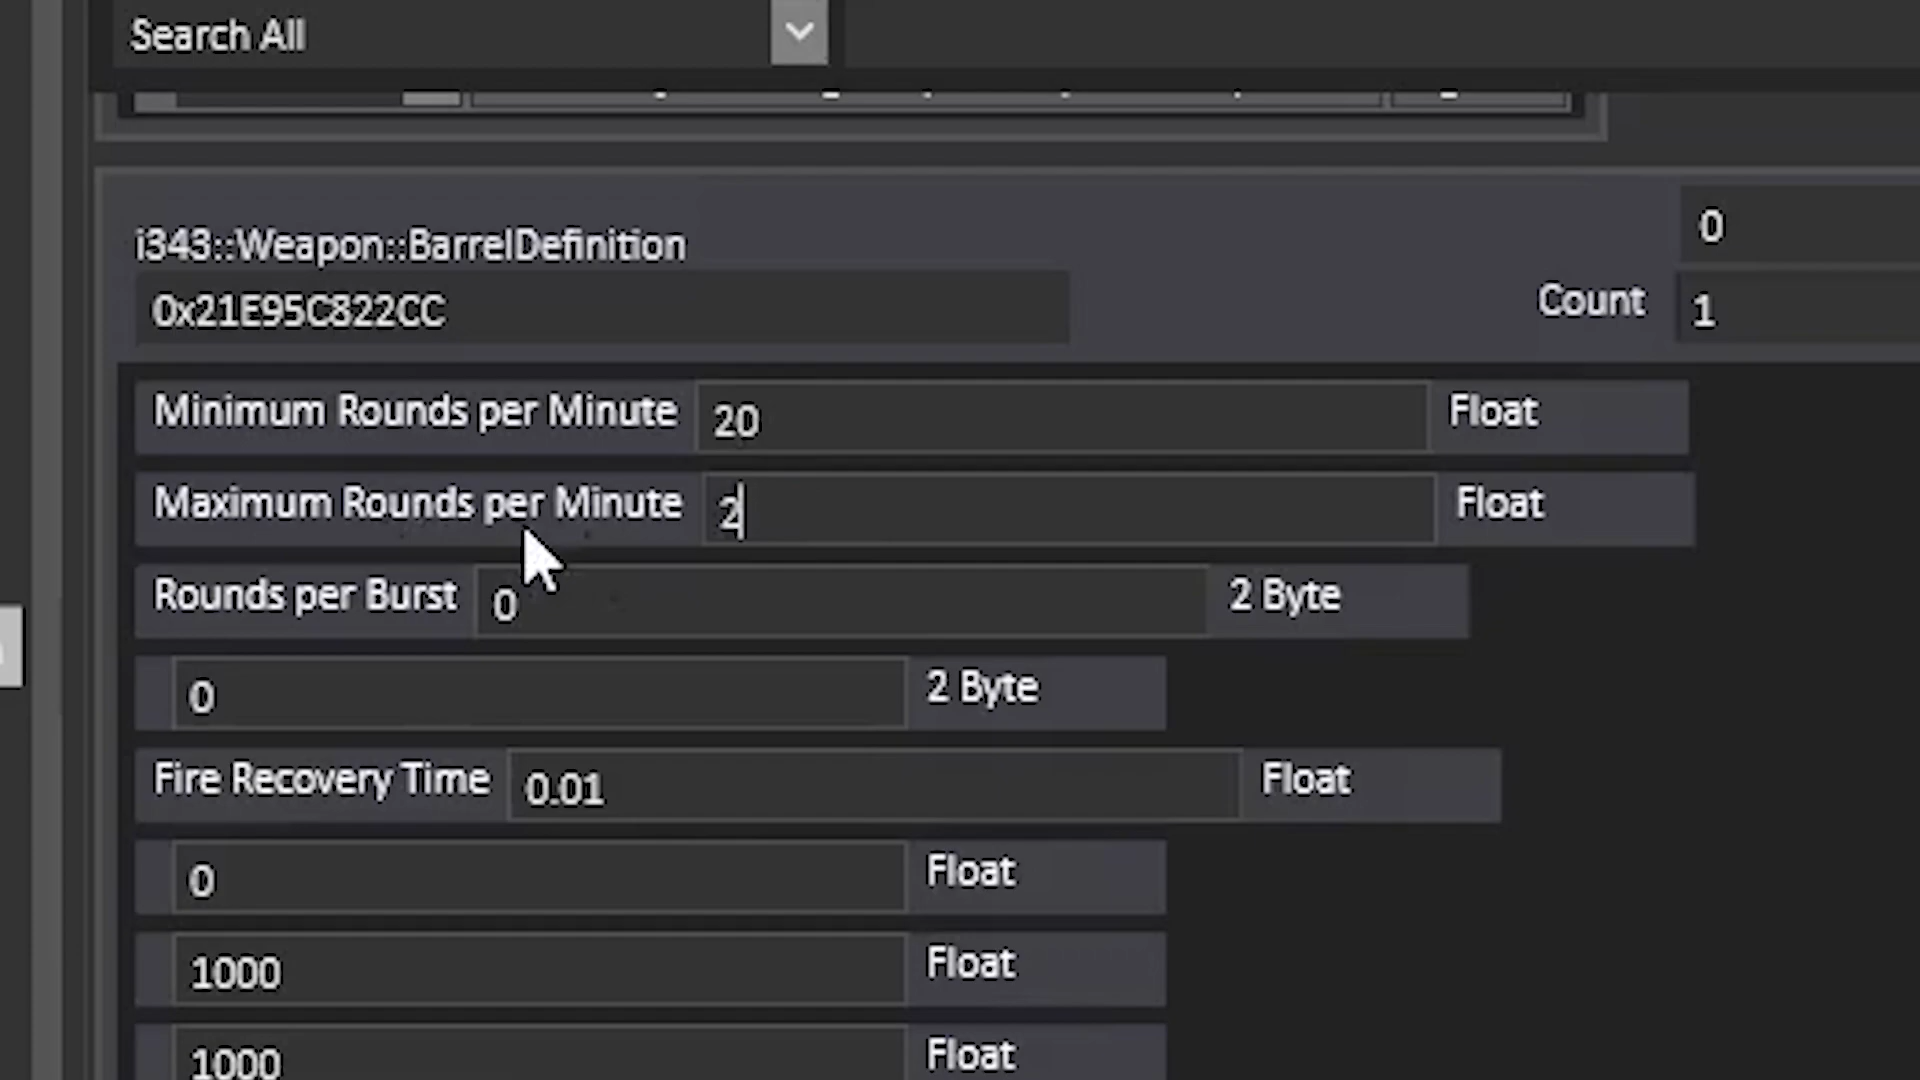 Search All
i343::Weapon::BarrelDefinition
0
0x21E95C822CC
Count 1
Minimum Rounds per Minute 20 Float
Maximum Rounds per Minute 2 Float
Rounds per Burst 0 2 Byte
0 2 Byte
Fire Recovery Time 0.01 Float
0 Float
1000 Float
1000 Float